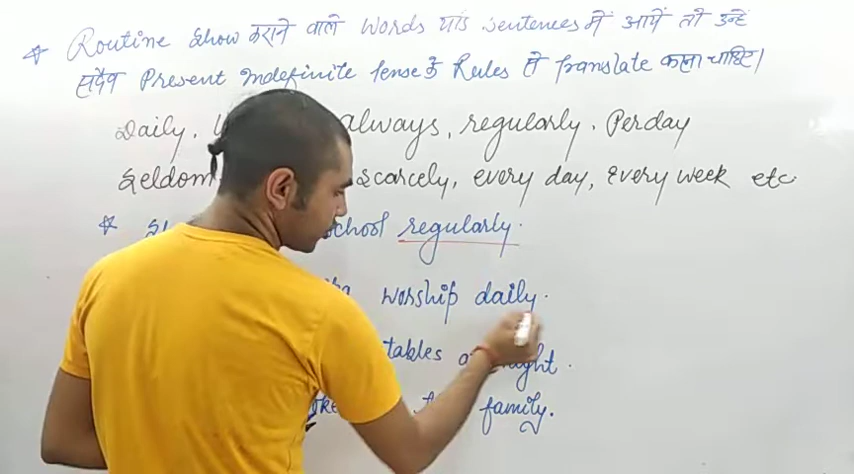 ☆ Routine show कराने वाले words यदि sentences में आयें तो उन्हें
सदैव Present Indefinite Tense के Rules से Translate करना चाहिए।
Daily, always, regularly. Per day
Seldom scarcely, every day, Every week etc.
☆ school regularly.
worship daily.
tables night.
family.